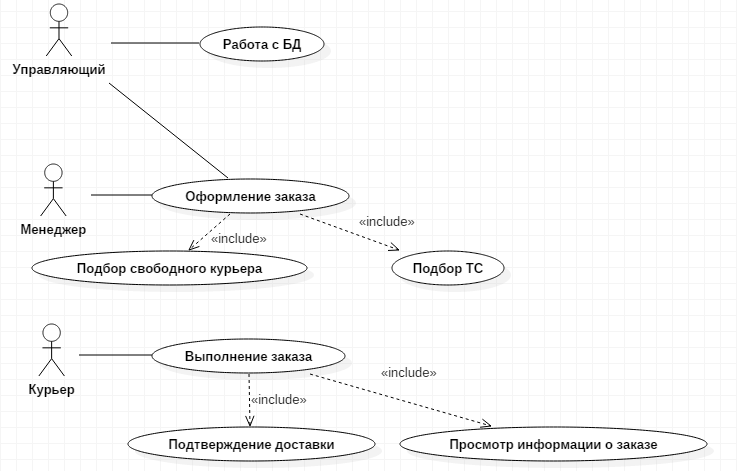 Работа с БД
Управляющий
Оформление заказа
Менеджер
«include»
«include»
Подбор свободного курьера
Подбор ТС
Выполнение заказа
Курьер
«include»
«include»
Подтверждение доставки
Просмотр информации о заказе